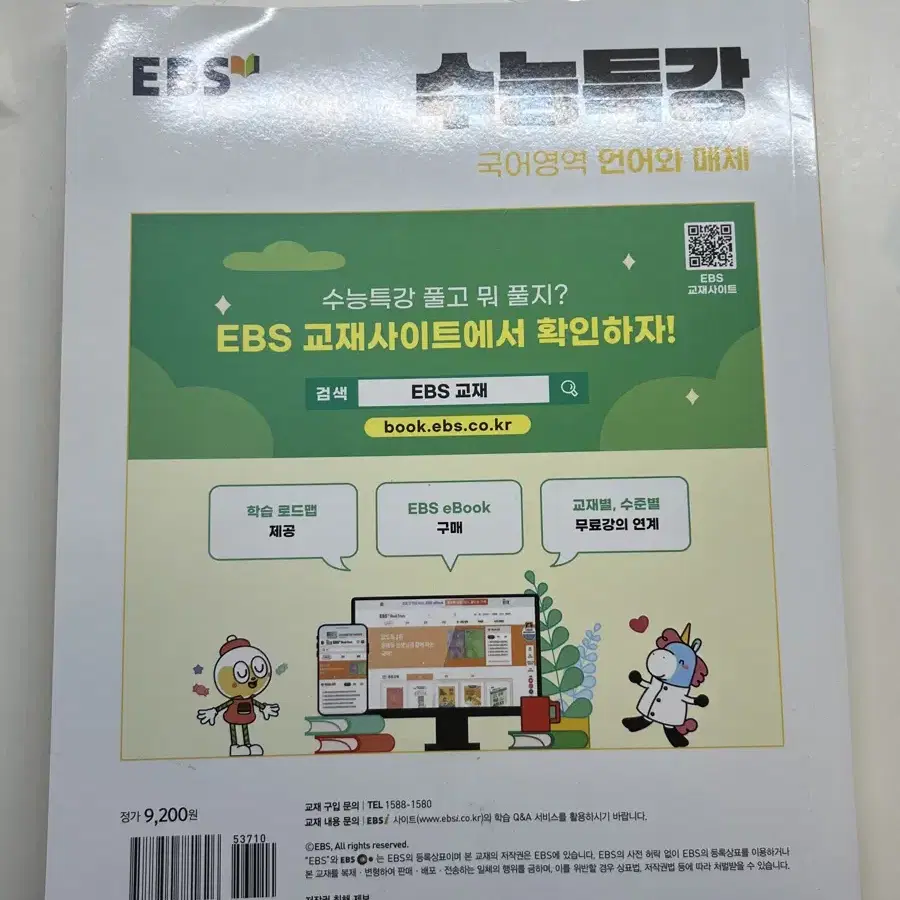 EBS
수능특강
국어영역 언어와 매체
EBS
교재사이트
수능특강 풀고 뭐 풀지?
EBS 교재사이트에서 확인하자!
검색 EBS 교재
book.ebs.co.kr
학습 로드맵
제공
EBS eBook
구매
교재별, 수준별
무료강의 연계
정가 9,200원
53710
교재 구입 문의 | TEL 1588-1580
교재 내용 문의 | EBSi 사이트(www.ebsi.co.kr)의 학습 Q&A 서비스를 활용하시기 바랍니다.
©EBS, All rights reserved.
"EBS"와 EBS 는 EBS의 등록상표이며 본 교재의 저작권은 EBS에 있습니다. EBS의 사전 허락 없이 EBS의 등록상표를 이용하거나
본 교재를 복제 · 변형하여 판매 · 배포 · 전송하는 일체의 행위를 금하며, 이를 위반할 경우 상표법, 저작권법 등에 따라 처벌받을 수 있습니다.
저작권 침해 제보